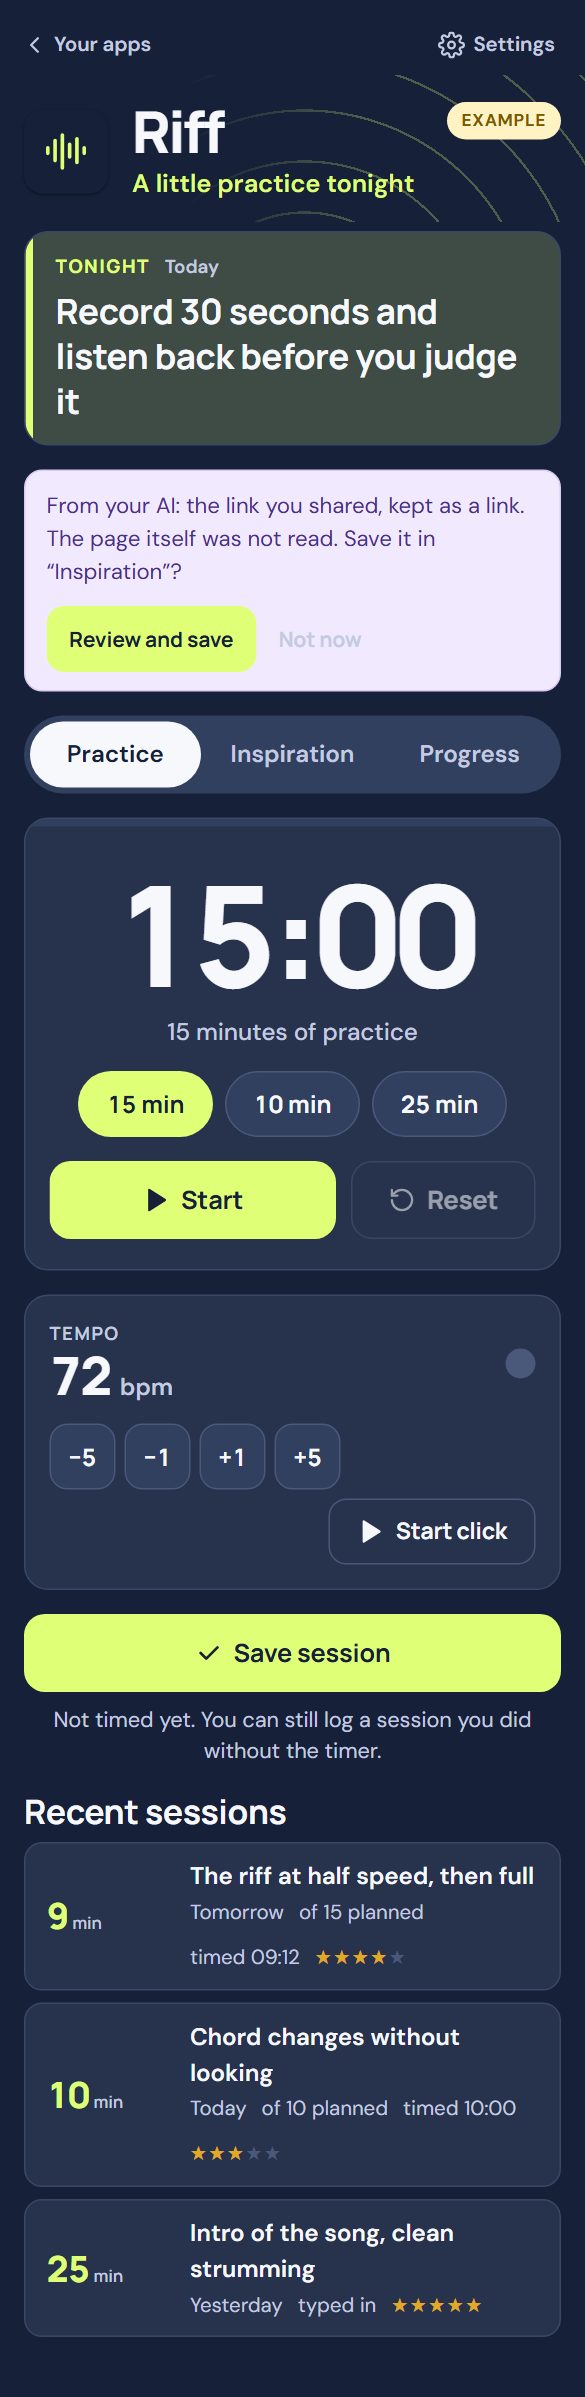 Your apps
Settings
Riff
EXAMPLE
A little practice tonight
TONIGHT Today
Record 30 seconds and
listen back before you judge
it
From your AI: the link you shared, kept as a link.
The page itself was not read. Save it in
“Inspiration”?
Review and save
Not now
Practice
Inspiration
Progress
15:00
15 minutes of practice
15 min
10 min
25 min
Start
Reset
TEMPO
72 bpm
−5
−1
+1
+5
Start click
Save session
Not timed yet. You can still log a session you did
without the timer.
Recent sessions
9 min
The riff at half speed, then full
Tomorrow of 15 planned
timed 09:12 ★★★★★
10 min
Chord changes without
looking
Today of 10 planned timed 10:00
★★★★★
25 min
Intro of the song, clean
strumming
Yesterday typed in ★★★★★